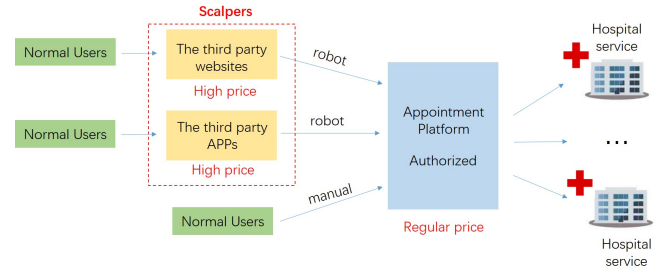 Scalpers
Normal Users
The third party
websites
High price
robot
Normal Users
The third party
APPs
High price
robot
Normal Users
manual
Appointment
Platform
Authorized
Regular price
Hospital
service
...
Hospital
service